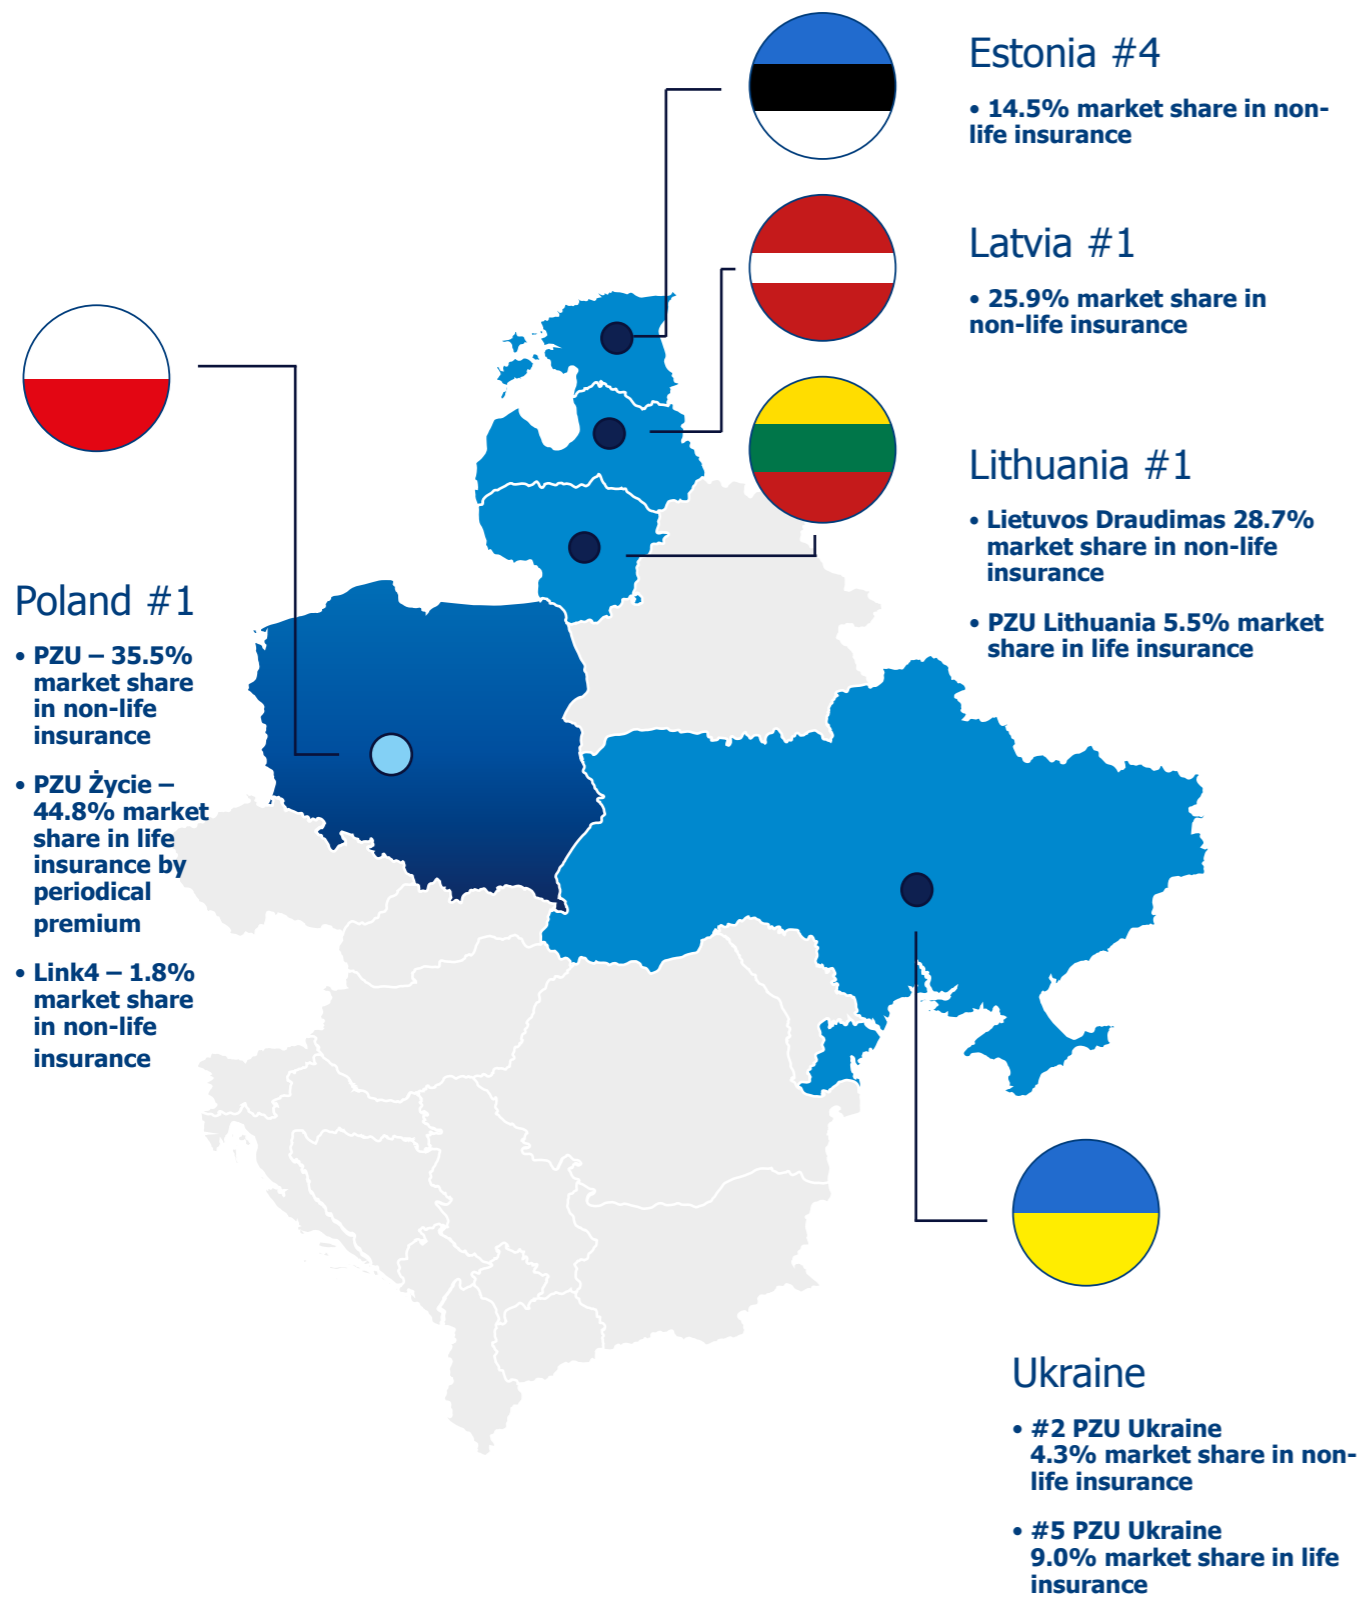 Estonia #4
• 14.5% market share in non-
life insurance
Latvia #1
• 25.9% market share in
non-life insurance
Lithuania #1
• Lietuvos Draudimas 28.7%
market share in non-life
insurance
• PZU Lithuania 5.5% market
share in life insurance
Poland #1
• PZU – 35.5%
market share
in non-life
insurance
• PZU Życie –
44.8% market
share in life
insurance by
periodical
premium
• Link4 – 1.8%
market share
in non-life
insurance
Ukraine
• #2 PZU Ukraine
4.3% market share in non-
life insurance
• #5 PZU Ukraine
9.0% market share in life
insurance